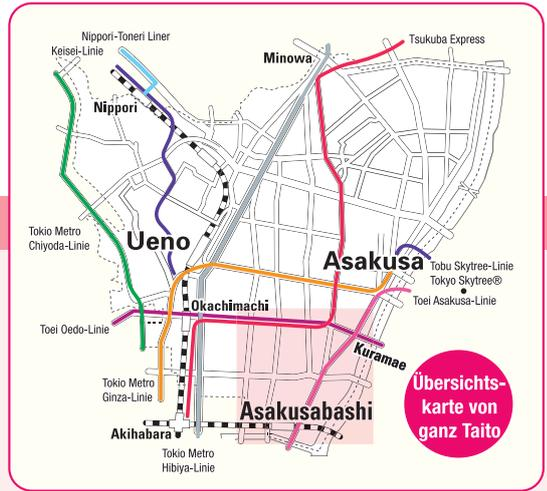 Nippori-Toneri Liner
Keisei-Linie
Tsukuba Express
Minowa
Nippori
Tokio Metro
Chiyoda-Linie
Ueno
Asakusa
Tobu Skytree-Linie
Tokyo Skytree®
Toei Asakusa-Linie
Okachimachi
Toei Oedo-Linie
Kuramae
Tokio Metro
Ginza-Linie
Asakusabashi
Akihabara
Tokio Metro
Hibiya-Linie
Übersichts-
karte von
ganz Taito